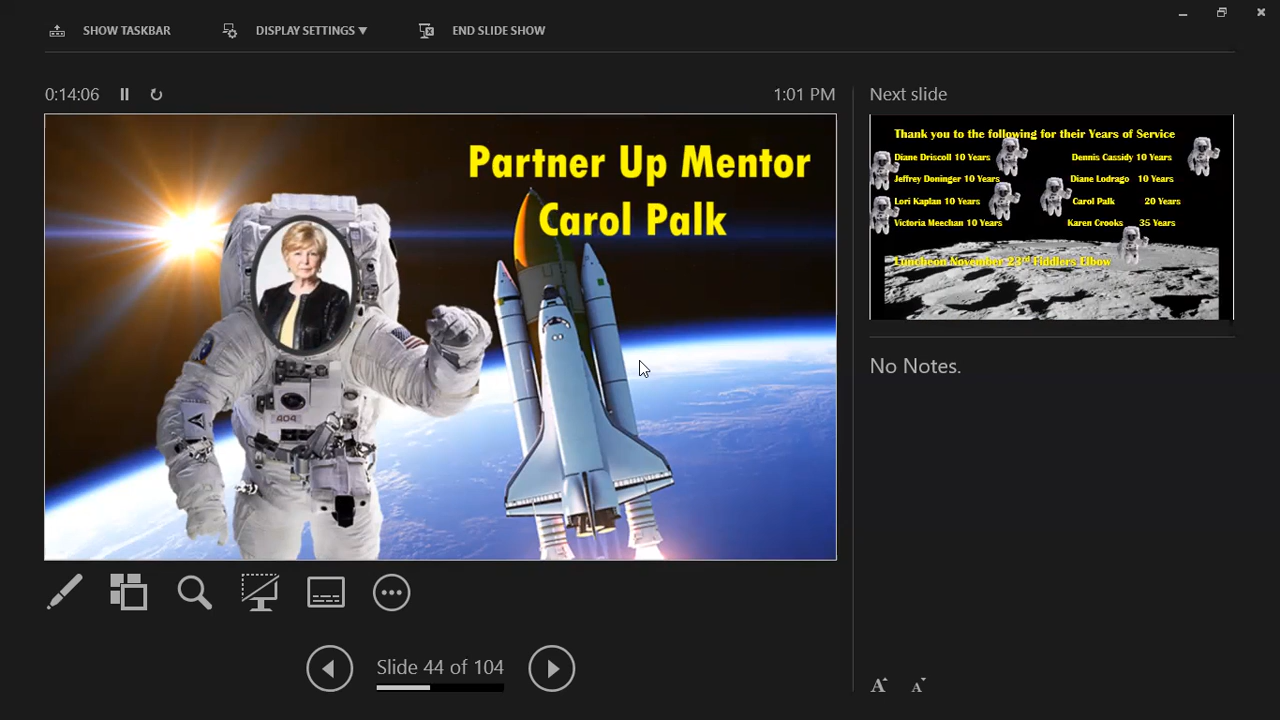 SHOW TASKBAR
DISPLAY SETTINGS ▼
END SLIDE SHOW
0:14:06
1:01 PM
Next slide
Partner Up Mentor
Carol Palk
404
Thank you to the following for their Years of Service
Diane Driscoll 10 Years
Dennis Cassidy 10 Years
Jeffrey Doninger 10 Years
Diane Lodrago 10 Years
Lori Kaplan 10 Years
Carol Palk 20 Years
Victoria Meechan 10 Years
Karen Crooks 35 Years
Luncheon November 23rd Fiddlers Elbow
No Notes.
Slide 44 of 104
A A